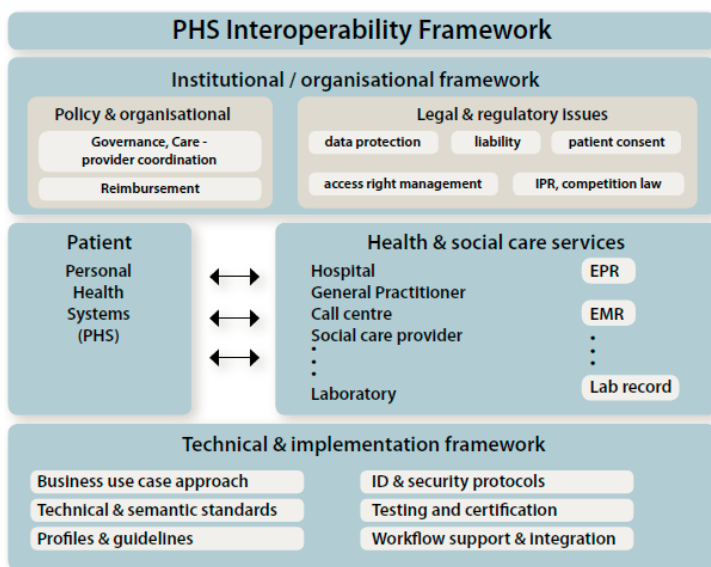 PHS Interoperability Framework
Institutional / organisational framework
Policy & organisational
Governance, Care -
provider coordination
Reimbursement
Legal & regulatory issues
data protection
liability
patient consent
access right management
IPR, competition law
Patient
Personal
Health
Systems
(PHS)
Health & social care services
Hospital
EPR
General Practitioner
Call centre
EMR
Social care provider
Laboratory
Lab record
Technical & implementation framework
Business use case approach
Technical & semantic standards
Profiles & guidelines
ID & security protocols
Testing and certification
Workflow support & integration